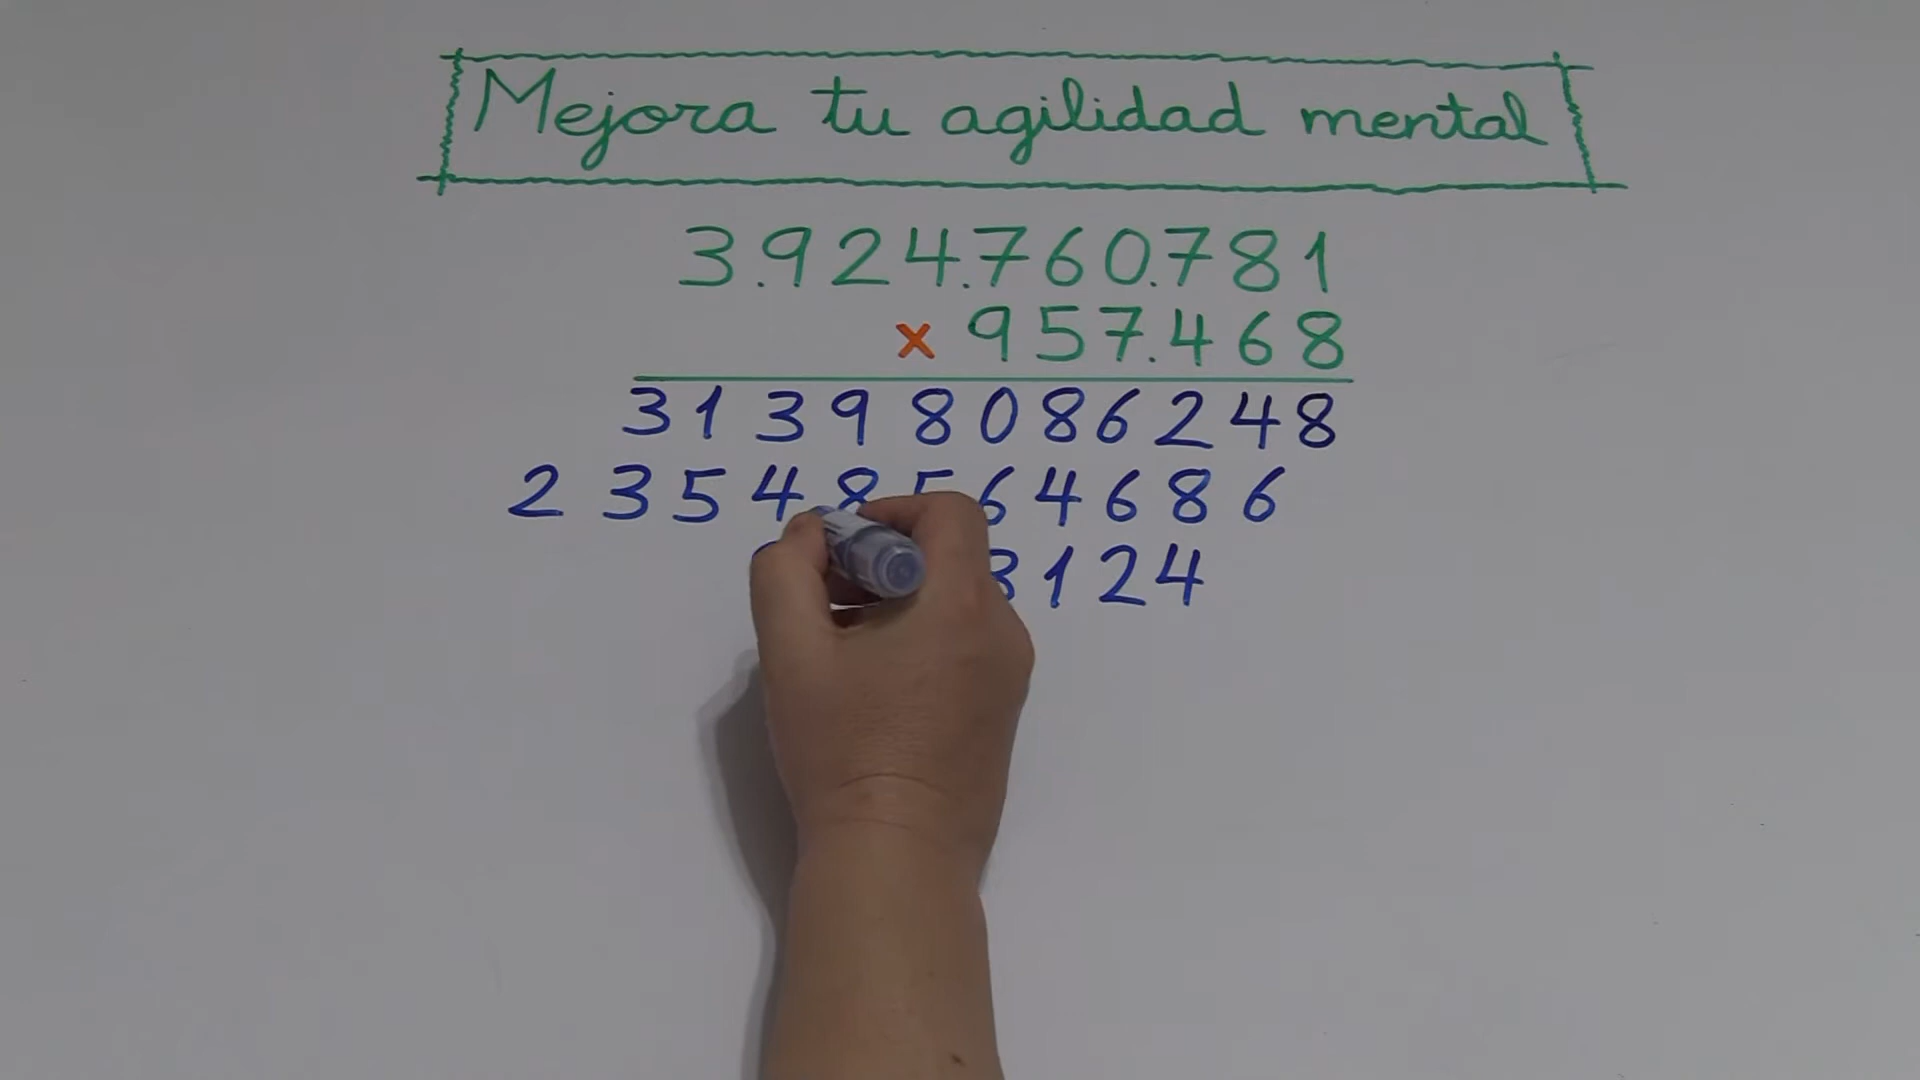 Mejora tu agilidad mental
3.924.760.781
x 957.468
31398086248
23548564686
3124